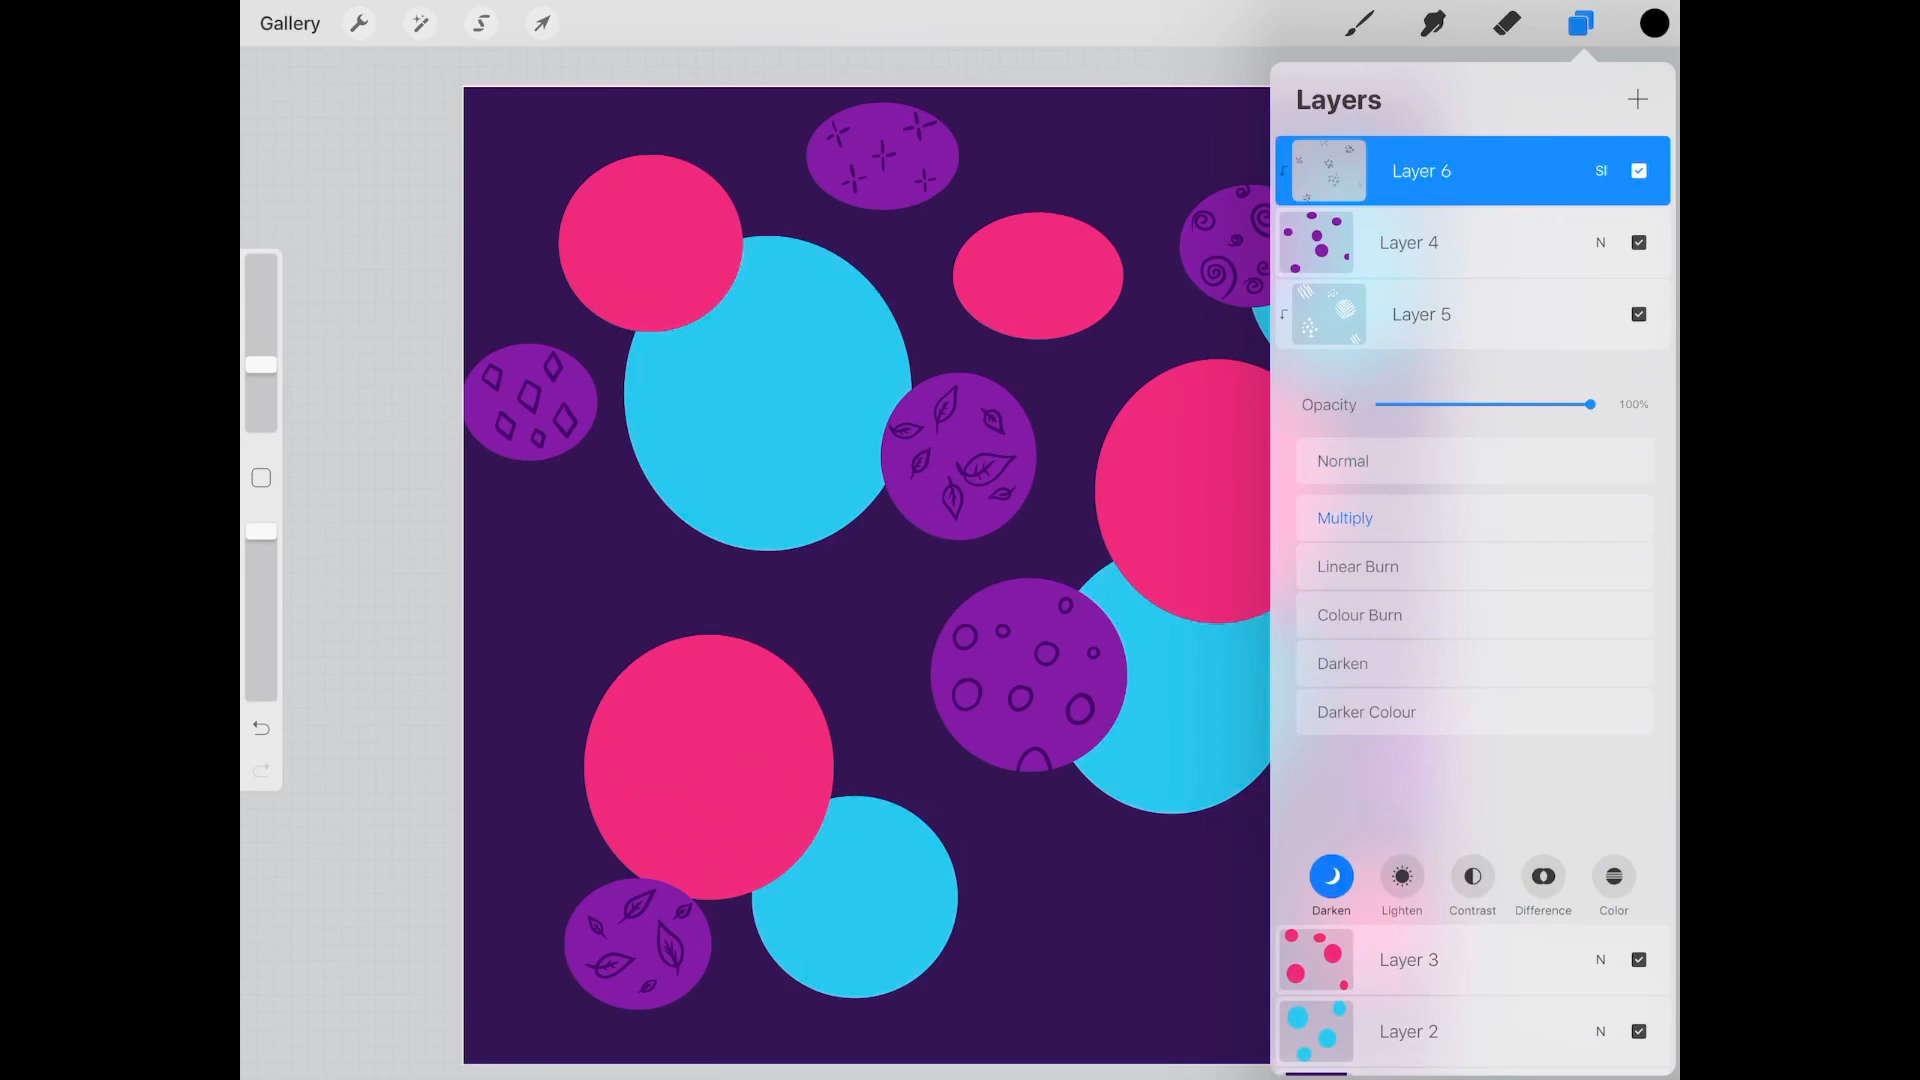 Gallery
Layers
Layer 6 Sl
Layer 4 N
Layer 5
Opacity 100%
Normal
Multiply
Linear Burn
Colour Burn
Darken
Darker Colour
Darken Lighten Contrast Difference Color
Layer 3 N
Layer 2 N